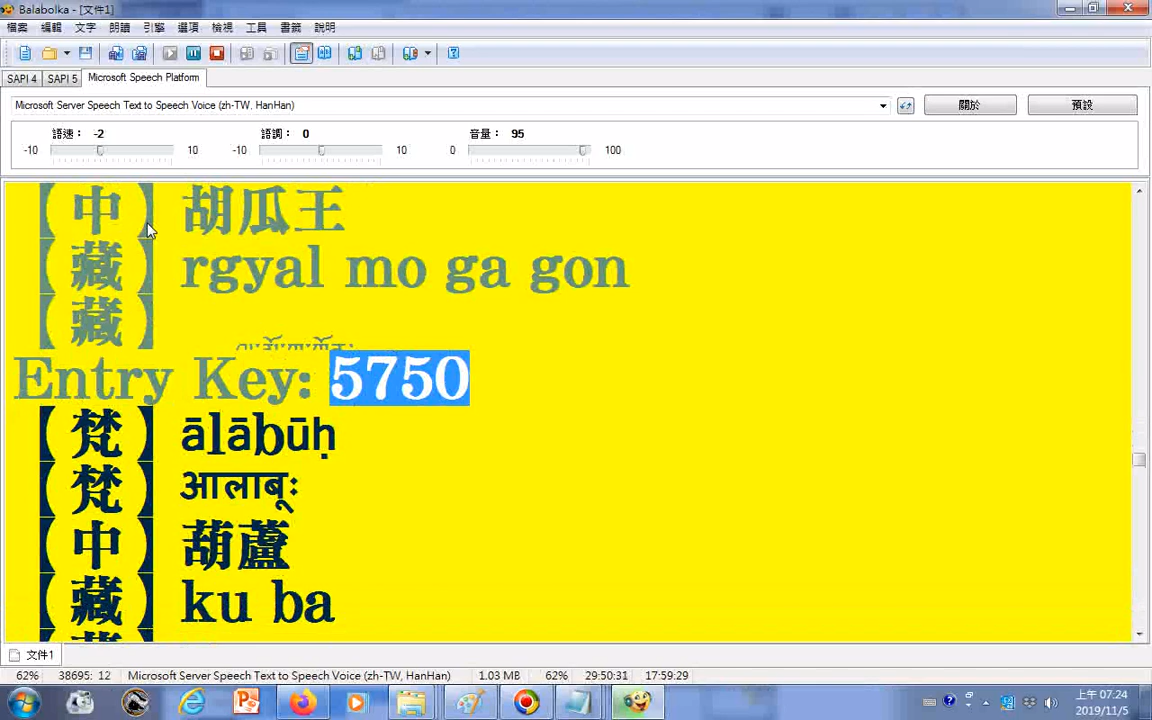 Balabolka - [文件1]
檔案 編輯 文字 朗讀 引擎 選項 檢視 工具 書籤 說明
SAPI 4 SAPI 5 Microsoft Speech Platform
Microsoft Server Speech Text to Speech Voice (zh-TW, HanHan) 關於 預設
語速： -2 語調： 0 音量： 95
-10 10 -10 10 0 100
【中】 胡瓜王
【藏】 rgyal mo ga gon
【藏】
Entry Key: 5750
【梵】 ālābūḥ
【梵】 आलाबूः
【中】 葫蘆
【藏】 ku ba
文件1
62% 38695: 12 Microsoft Server Speech Text to Speech Voice (zh-TW, HanHan) 1.03 MB 62% 29:50:31 17:59:29
上午 07:24
2019/11/5